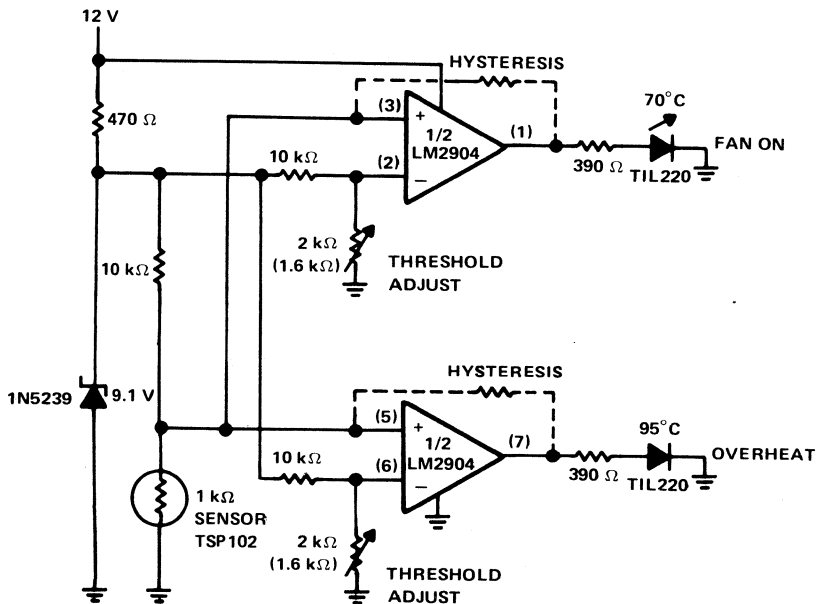 12 V
HYSTERESIS
470 Ω
(3)
+
1/2
LM2904
(1)
70°C
FAN ON
390 Ω
TIL220
10 kΩ
(2)
−
2 kΩ
(1.6 kΩ)
THRESHOLD
ADJUST
10 kΩ
1N5239
9.1 V
HYSTERESIS
(5)
+
1/2
LM2904
(7)
95°C
OVERHEAT
390 Ω
TIL220
10 kΩ
(6)
−
1 kΩ
SENSOR
TSP102
2 kΩ
(1.6 kΩ)
THRESHOLD
ADJUST